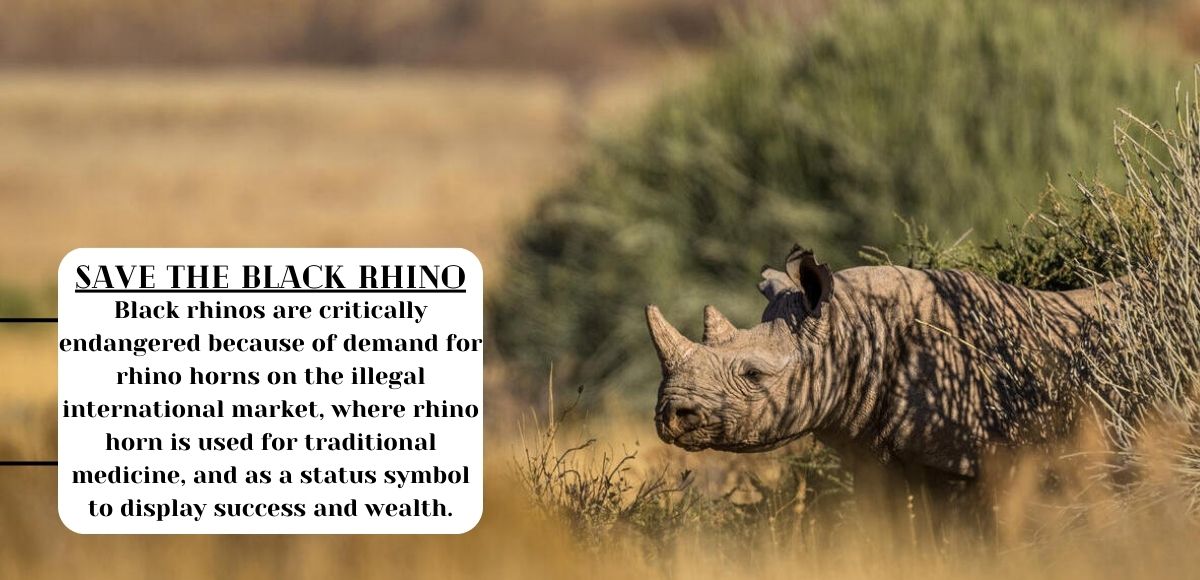 SAVE THE BLACK RHINO
Black rhinos are critically
endangered because of demand for
rhino horns on the illegal
international market, where rhino
horn is used for traditional
medicine, and as a status symbol
to display success and wealth.